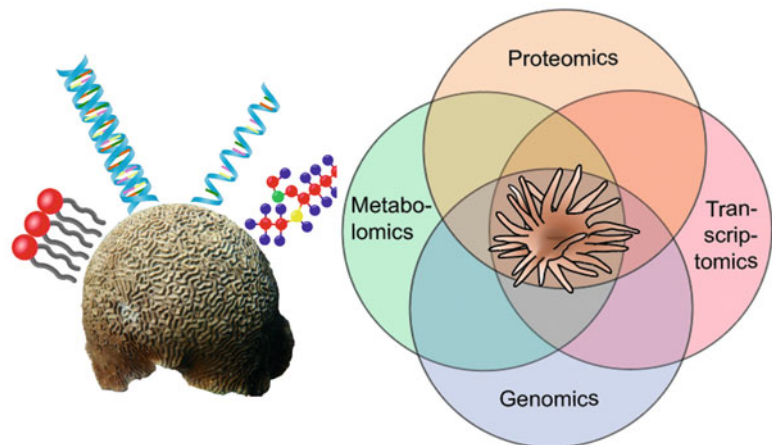 Proteomics
Metabo-
lomics
Tran-
scrip-
tomics
Genomics